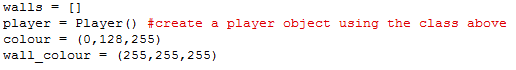 walls = []
player = Player() #create a player object using the class above
colour = (0,128,255)
wall_colour = (255,255,255)